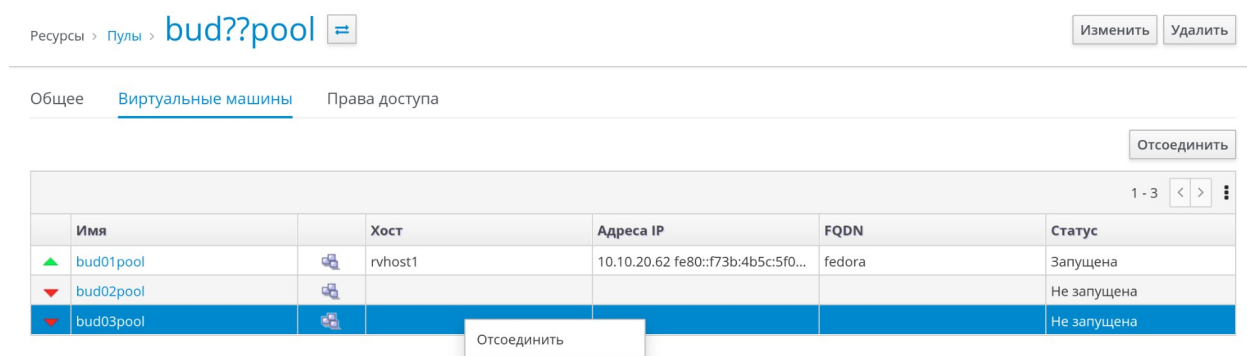 Ресурсы > Пулы > bud??pool
Изменить Удалить
Общее Виртуальные машины Права доступа
Отсоединить
1 - 3
Имя Хост Адреса IP FQDN Статус
bud01pool rvhost1 10.10.20.62 fe80::f73b:4b5c:5f0... fedora Запущена
bud02pool Не запущена
bud03pool Не запущена
Отсоединить